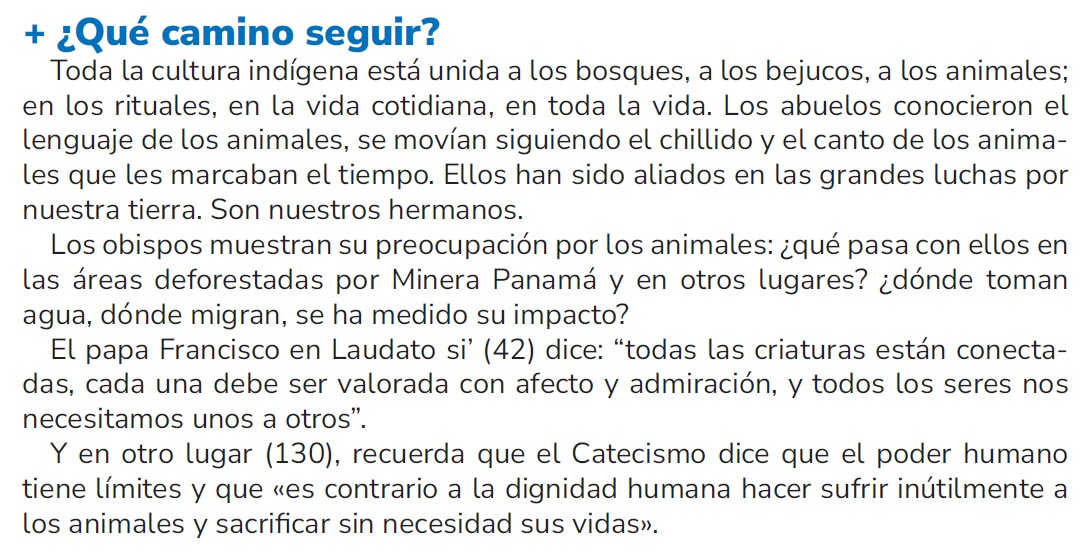 + ¿Qué camino seguir?
Toda la cultura indígena está unida a los bosques, a los bejucos, a los animales;
en los rituales, en la vida cotidiana, en toda la vida. Los abuelos conocieron el
lenguaje de los animales, se movían siguiendo el chillido y el canto de los anima-
les que les marcaban el tiempo. Ellos han sido aliados en las grandes luchas por
nuestra tierra. Son nuestros hermanos.
Los obispos muestran su preocupación por los animales: ¿qué pasa con ellos en
las áreas deforestadas por Minera Panamá y en otros lugares? ¿dónde toman
agua, dónde migran, se ha medido su impacto?
El papa Francisco en Laudato si’ (42) dice: “todas las criaturas están conecta-
das, cada una debe ser valorada con afecto y admiración, y todos los seres nos
necesitamos unos a otros”.
Y en otro lugar (130), recuerda que el Catecismo dice que el poder humano
tiene límites y que «es contrario a la dignidad humana hacer sufrir inútilmente a
los animales y sacrificar sin necesidad sus vidas».